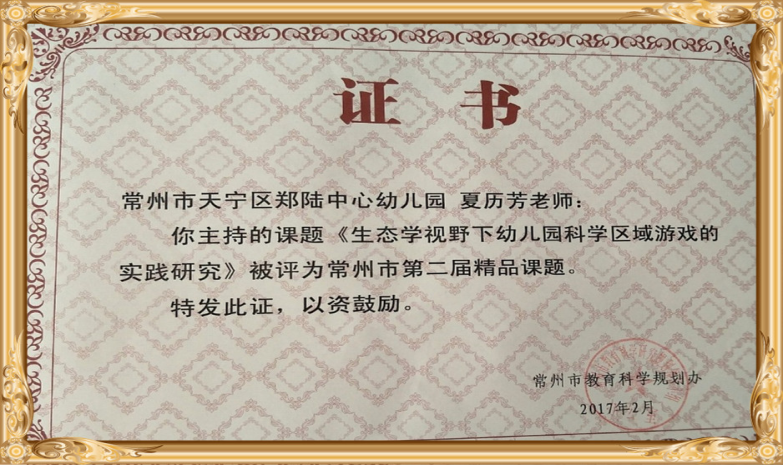 证 书
常州市天宁区郑陆中心幼儿园 夏历芳老师：
你主持的课题《生态学视野下幼儿园科学区域游戏的
实践研究》被评为常州市第二届精品课题。
特发此证，以资鼓励。
常州市教育科学规划办
2017年2月